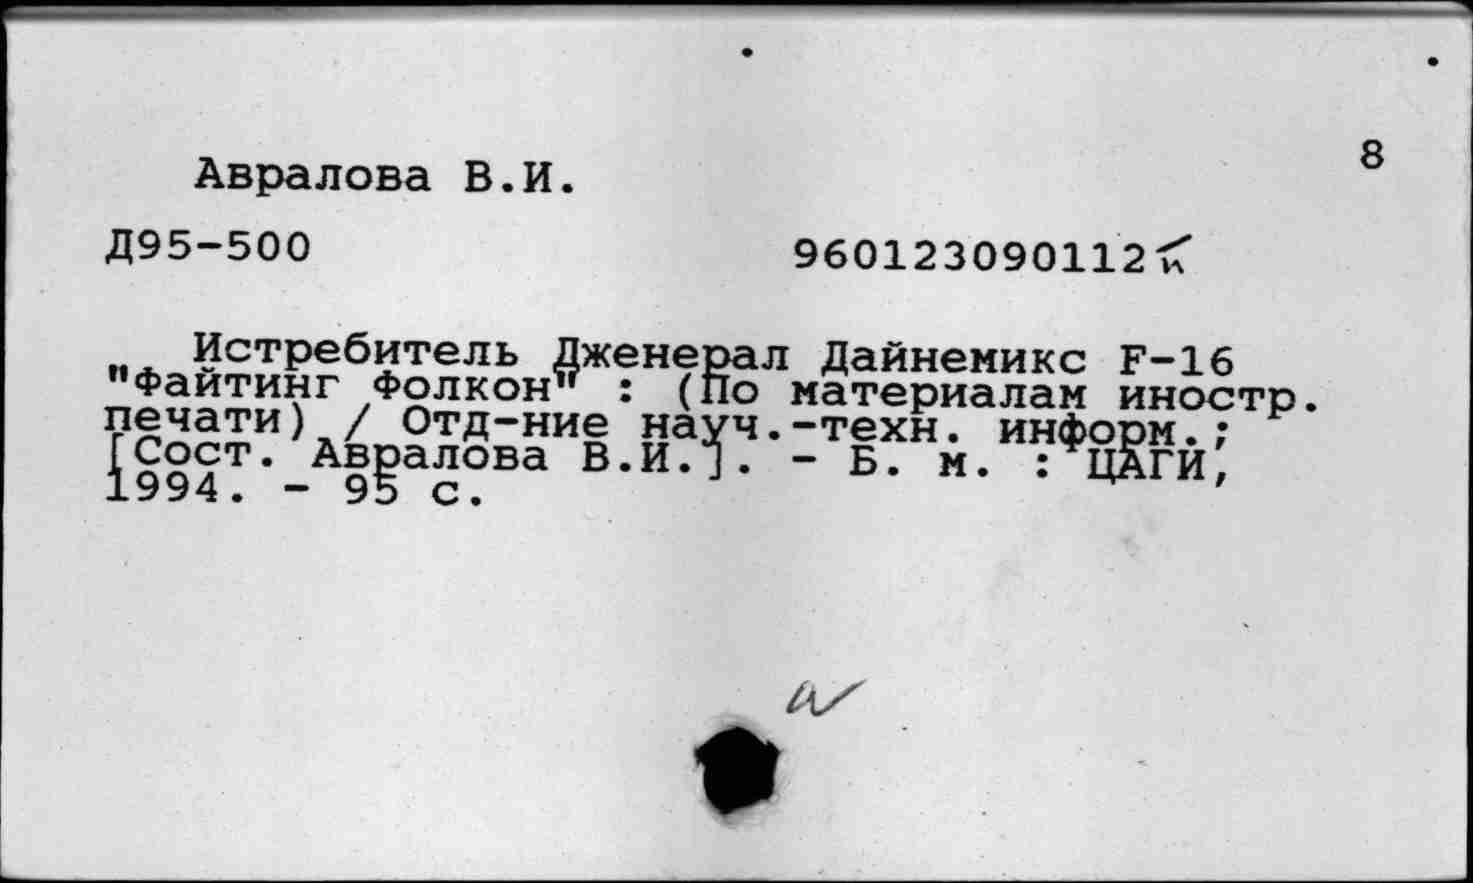 8
Авралова В.И.
Д95-500 960123090112
Истребитель Дженерал Дайнемикс F-16
"Файтинг Фолкон" : (По материалам иностр.
печати) / Отд-ние науч.-техн. информ.;
[Сост. Авралова В.И.]. - Б. м. : ЦАГИ,
1994. - 95 с.